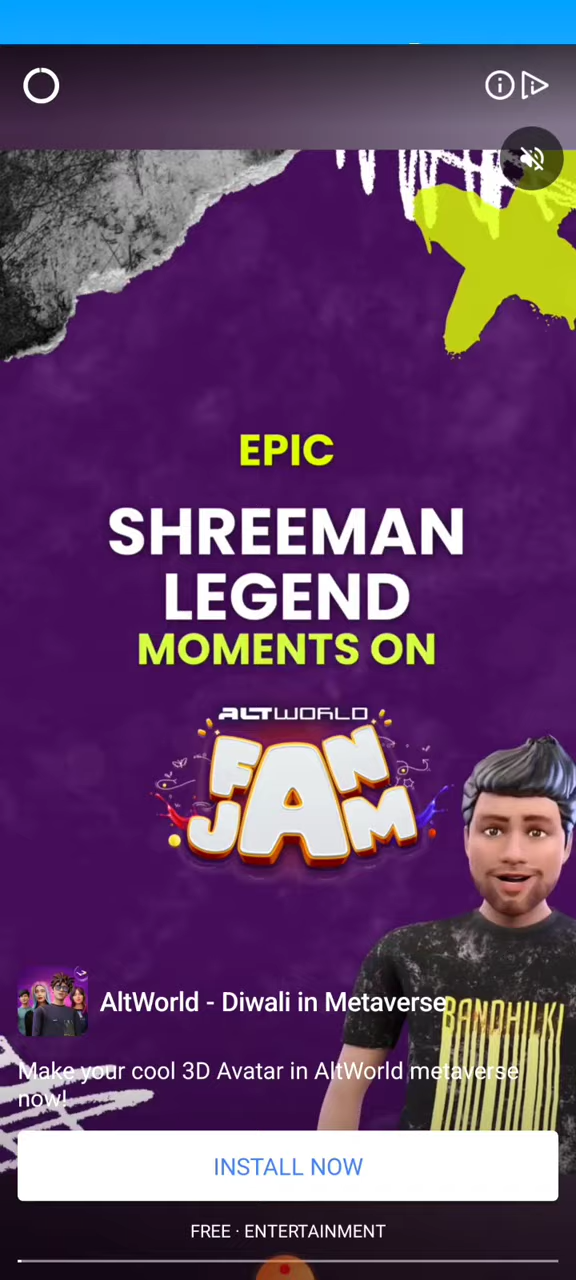 EPIC
SHREEMAN
LEGEND
MOMENTS ON
ALTWORLD
FAN
JAM
AltWorld - Diwali in Metaverse
BANDHILKI
Make your cool 3D Avatar in AltWorld metaverse
now!
INSTALL NOW
FREE · ENTERTAINMENT